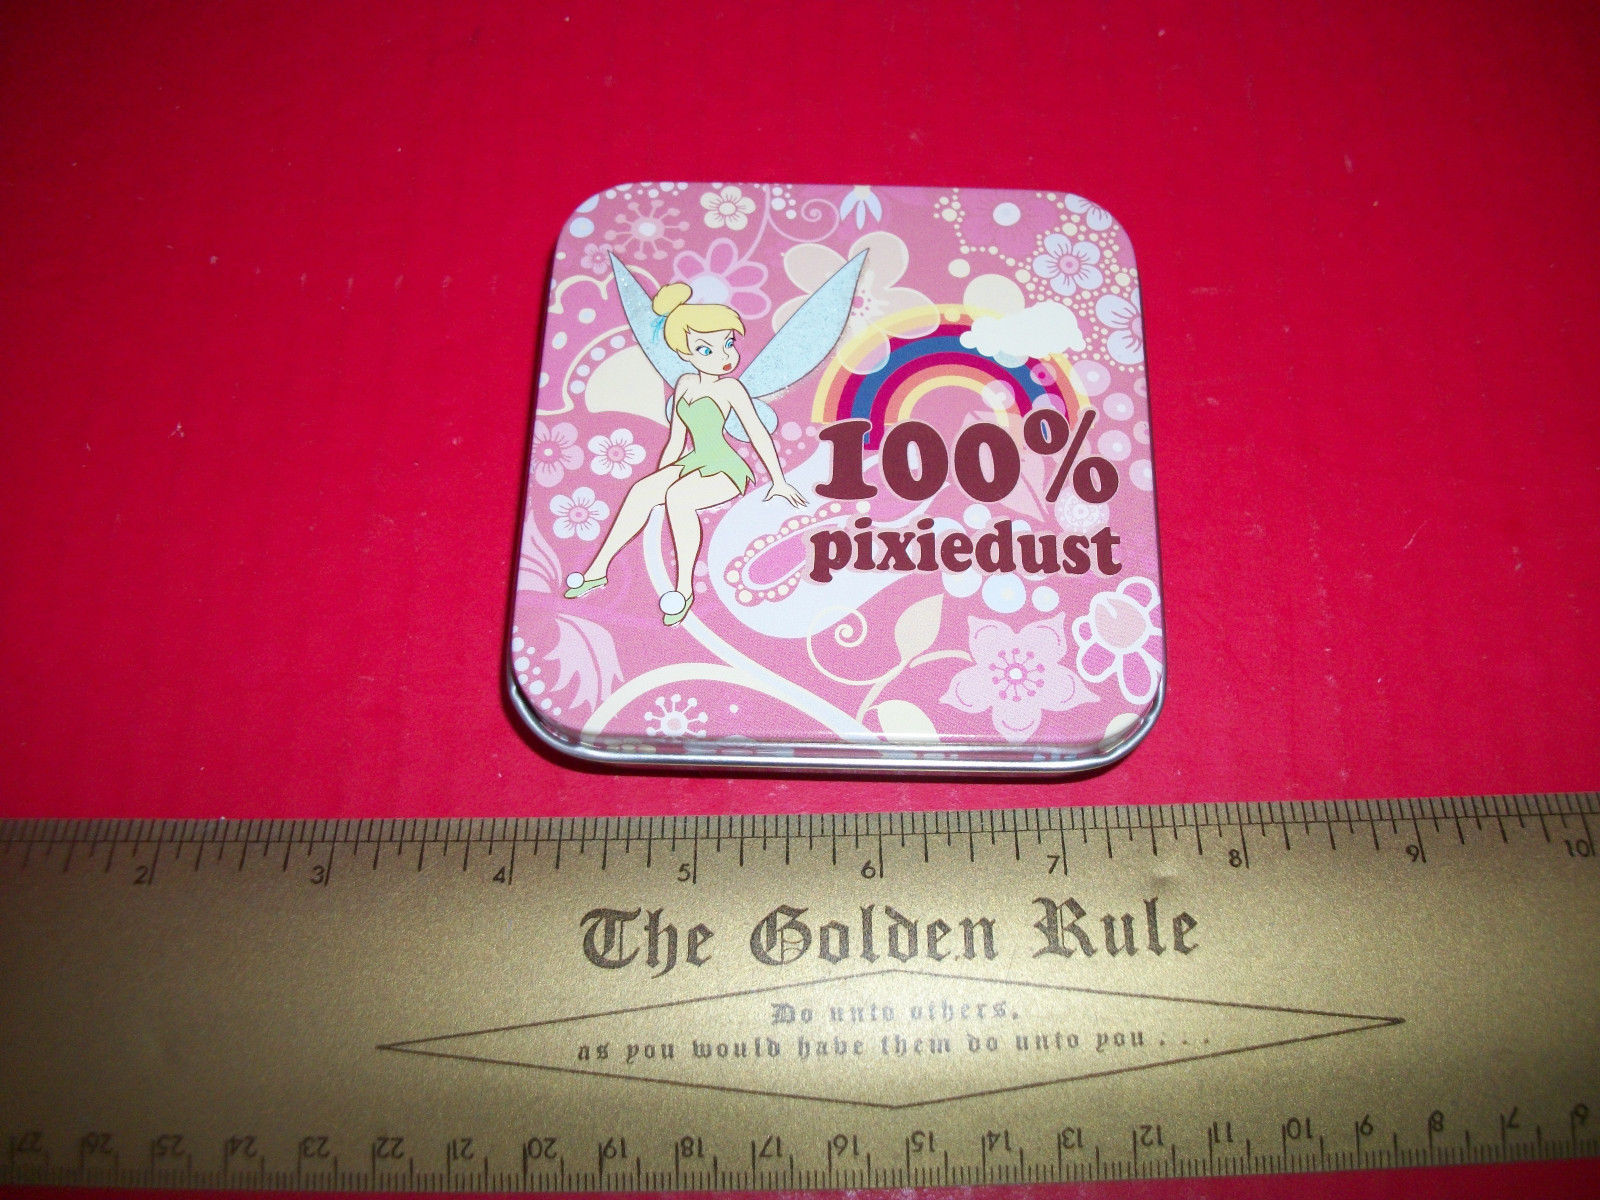 100%
pixiedust
2 3 4 5 6 7 8 9 10
The Golden Rule
Do unto others,
as you would have them do unto you . . .
27 26 25 24 23 22 21 20 19 18 17 16 15 14 13 12 11 10 9 8 7 6